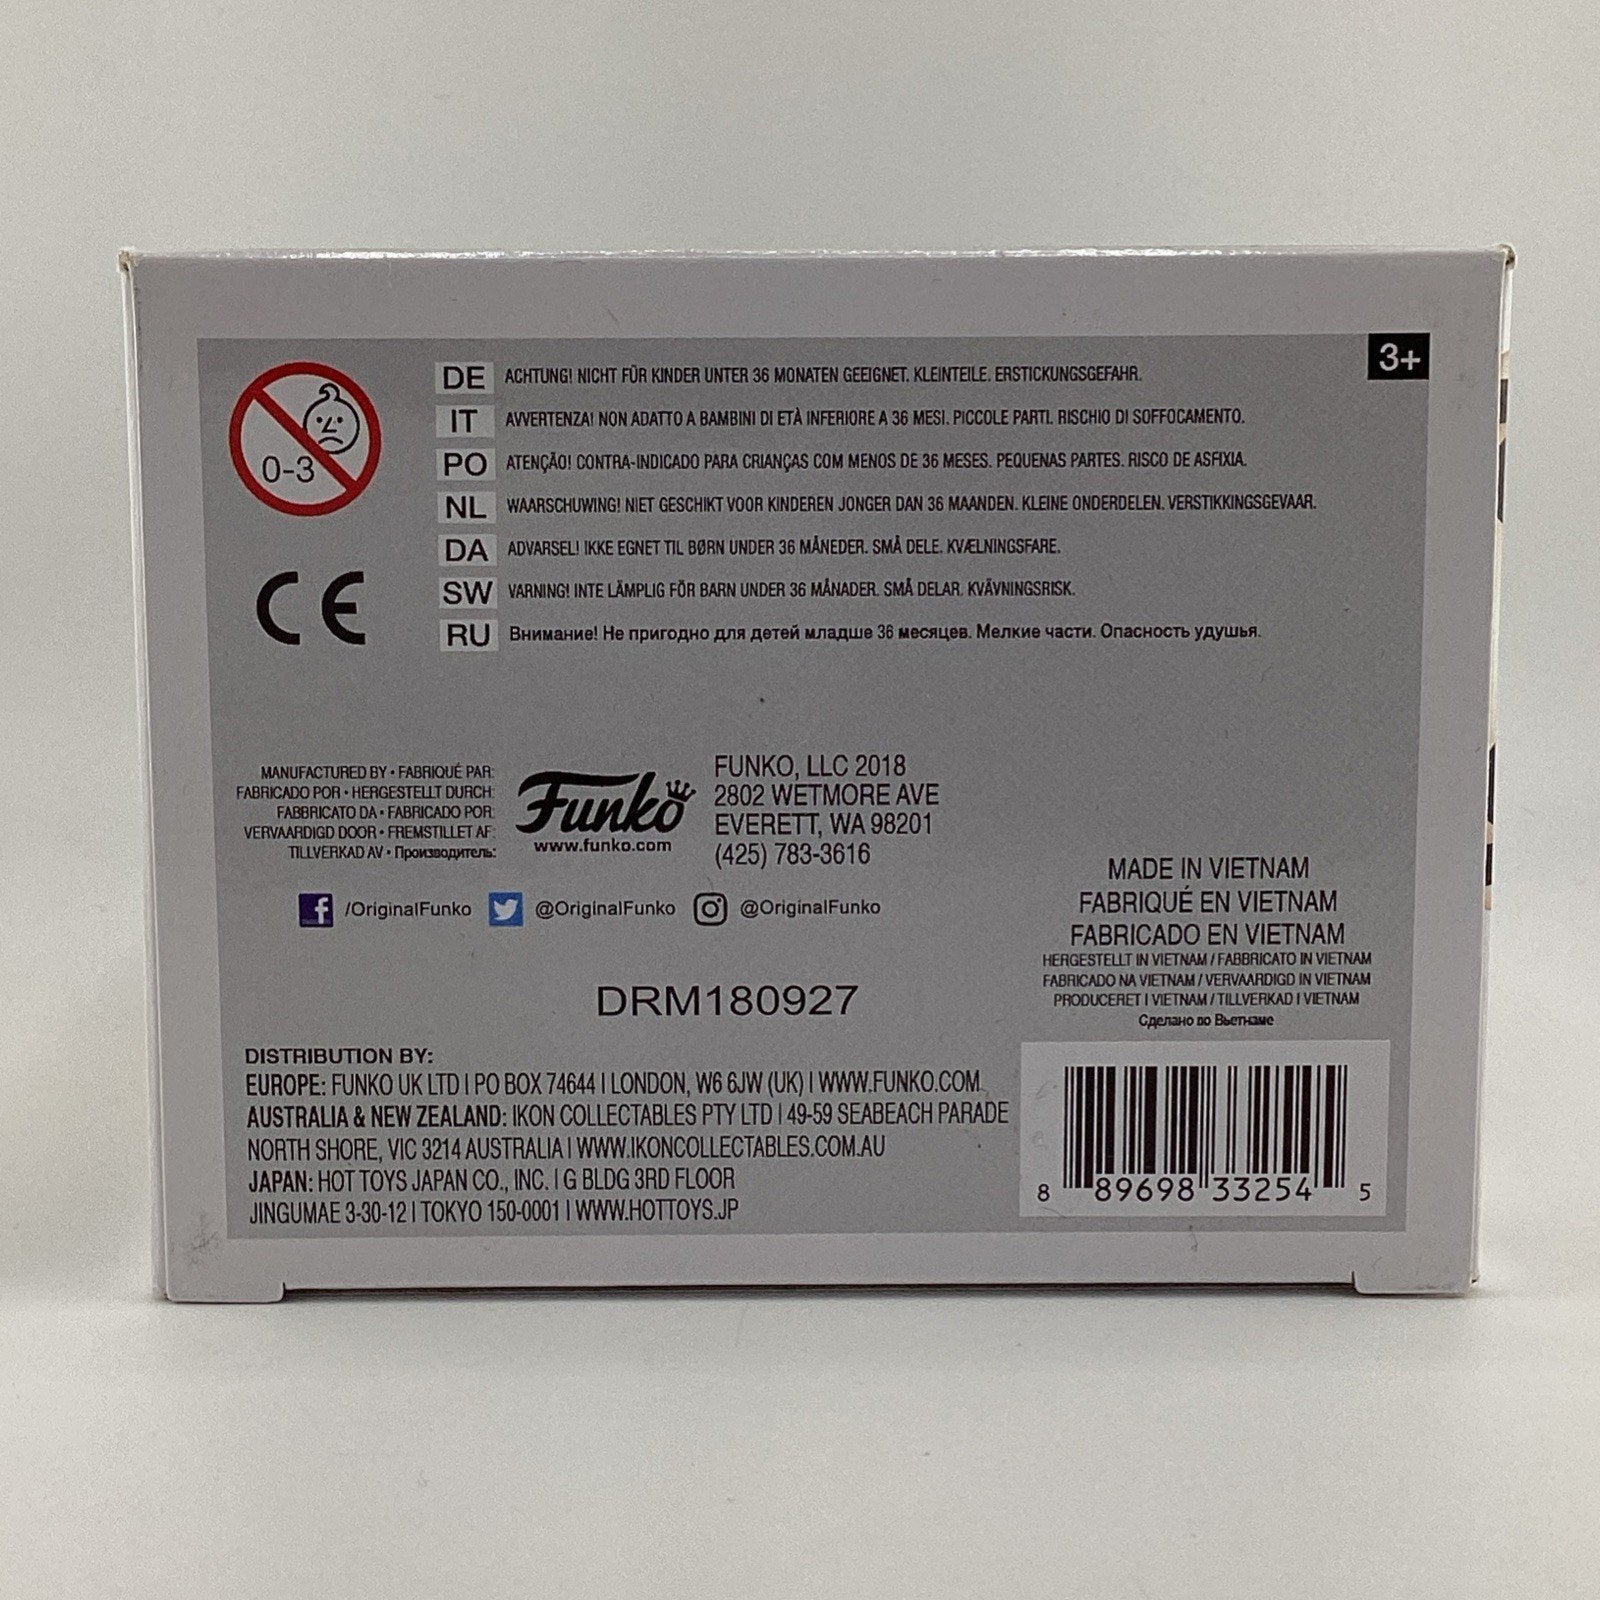 3+
0-3
DE ACHTUNG! NICHT FÜR KINDER UNTER 36 MONATEN GEEIGNET. KLEINTEILE. ERSTICKUNGSGEFAHR.
IT AVVERTENZA! NON ADATTO A BAMBINI DI ETÀ INFERIORE A 36 MESI. PICCOLE PARTI. RISCHIO DI SOFFOCAMENTO.
PO ATENÇÃO! CONTRA-INDICADO PARA CRIANÇAS COM MENOS DE 36 MESES. PEQUENAS PARTES. RISCO DE ASFIXIA.
NL WAARSCHUWING! NIET GESCHIKT VOOR KINDEREN JONGER DAN 36 MAANDEN. KLEINE ONDERDELEN. VERSTIKKINGSGEVAAR.
DA ADVARSEL! IKKE EGNET TIL BØRN UNDER 36 MÅNEDER. SMÅ DELE. KVÆLNINGSFARE.
SW VARNING! INTE LÄMPLIG FÖR BARN UNDER 36 MÅNADER. SMÅ DELAR. KVÄVNINGSRISK.
RU Внимание! Не пригодно для детей младше 36 месяцев. Мелкие части. Опасность удушья.
CE
MANUFACTURED BY • FABRIQUÉ PAR:
FABRICADO POR • HERGESTELLT DURCH:
FABBRICATO DA • FABRICADO POR:
VERVAARDIGD DOOR • FREMSTILLET AF:
TILLVERKAD AV • Производитель:
Funko
www.funko.com
FUNKO, LLC 2018
2802 WETMORE AVE
EVERETT, WA 98201
(425) 783-3616
/OriginalFunko @OriginalFunko @OriginalFunko
MADE IN VIETNAM
FABRIQUÉ EN VIETNAM
FABRICADO EN VIETNAM
HERGESTELLT IN VIETNAM / FABBRICATO IN VIETNAM
FABRICADO NA VIETNAM / VERVAARDIGD IN VIETNAM
PRODUCERET I VIETNAM / TILLVERKAD I VIETNAM
Сделано во Вьетнаме
DRM180927
DISTRIBUTION BY:
EUROPE: FUNKO UK LTD | PO BOX 74644 | LONDON, W6 6JW (UK) | WWW.FUNKO.COM
AUSTRALIA & NEW ZEALAND: IKON COLLECTABLES PTY LTD | 49-59 SEABEACH PARADE
NORTH SHORE, VIC 3214 AUSTRALIA | WWW.IKONCOLLECTABLES.COM.AU
JAPAN: HOT TOYS JAPAN CO., INC. | G BLDG 3RD FLOOR
JINGUMAE 3-30-12 | TOKYO 150-0001 | WWW.HOTTOYS.JP
8 89698 33254 5